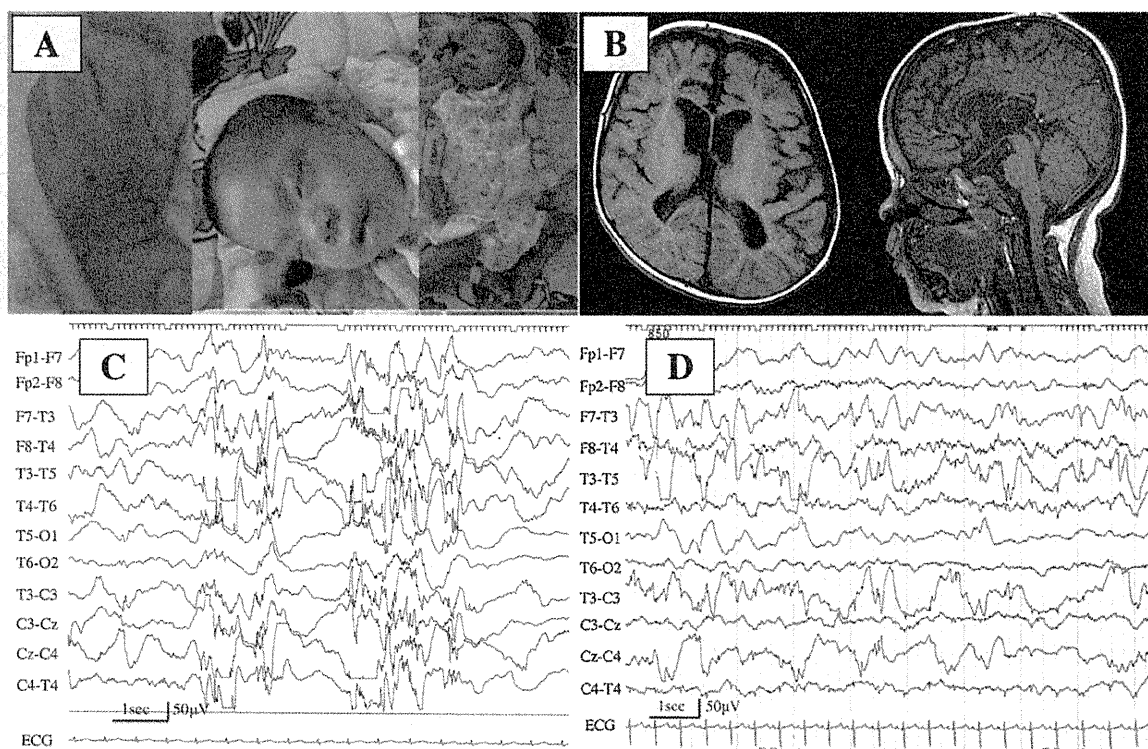 A
B
C
Fp1-F7
Fp2-F8
F7-T3
F8-T4
T3-T5
T4-T6
T5-O1
T6-O2
T3-C3
C3-Cz
Cz-C4
C4-T4
1sec 50μV
ECG
850
D
Fp1-F7
Fp2-F8
F7-T3
F8-T4
T3-T5
T4-T6
T5-O1
T6-O2
T3-C3
C3-Cz
Cz-C4
C4-T4
1sec 50μV
ECG